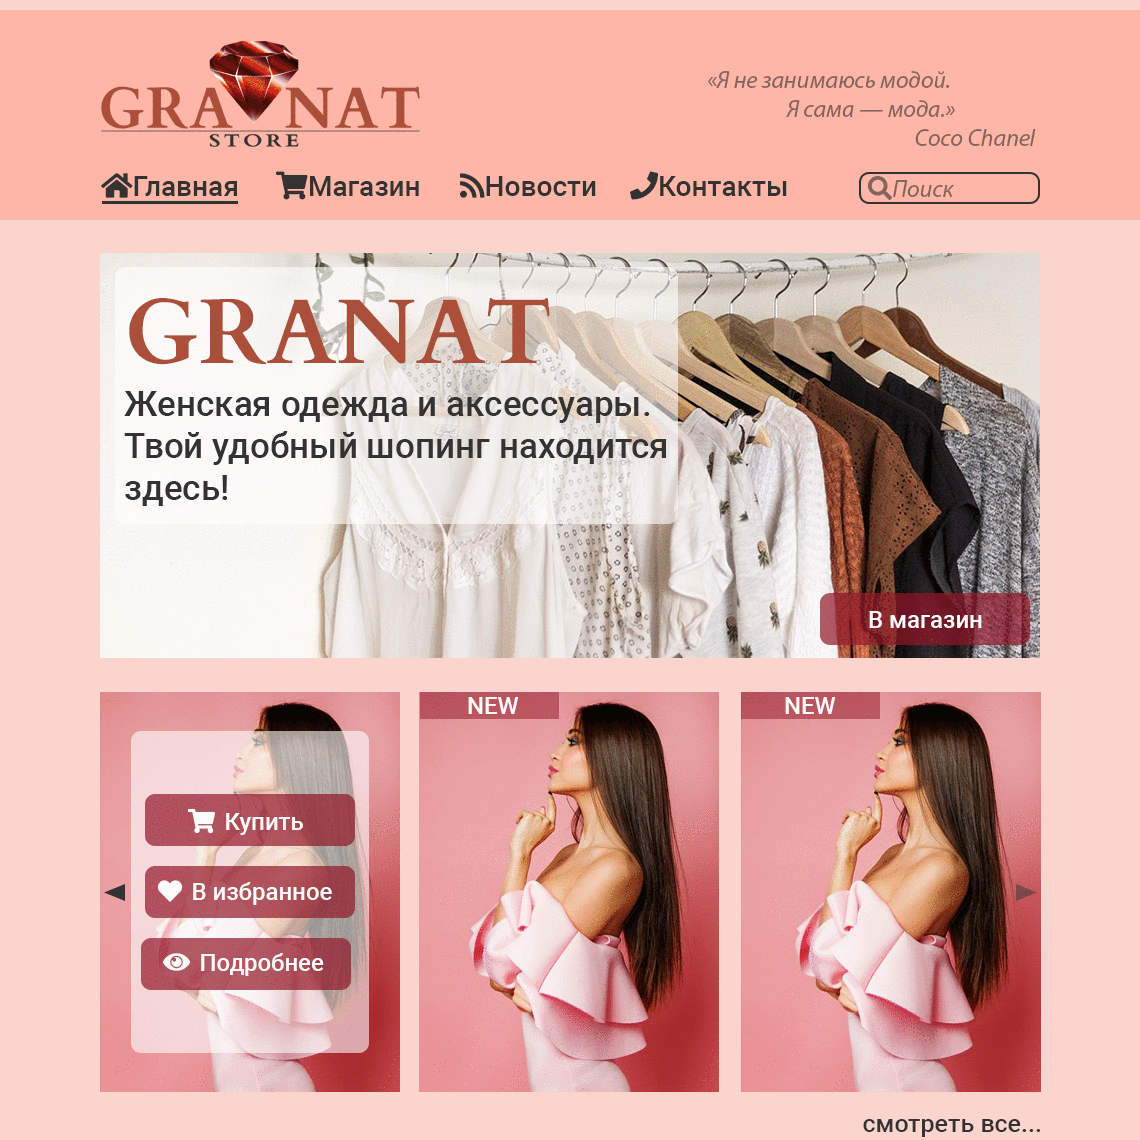 GRANAT
STORE
«Я не занимаюсь модой.
Я сама — мода.»
Coco Chanel
Главная
Магазин
Новости
Контакты
Поиск
GRANAT
Женская одежда и аксессуары.
Твой удобный шопинг находится
здесь!
В магазин
NEW
NEW
Купить
В избранное
Подробнее
смотреть все...